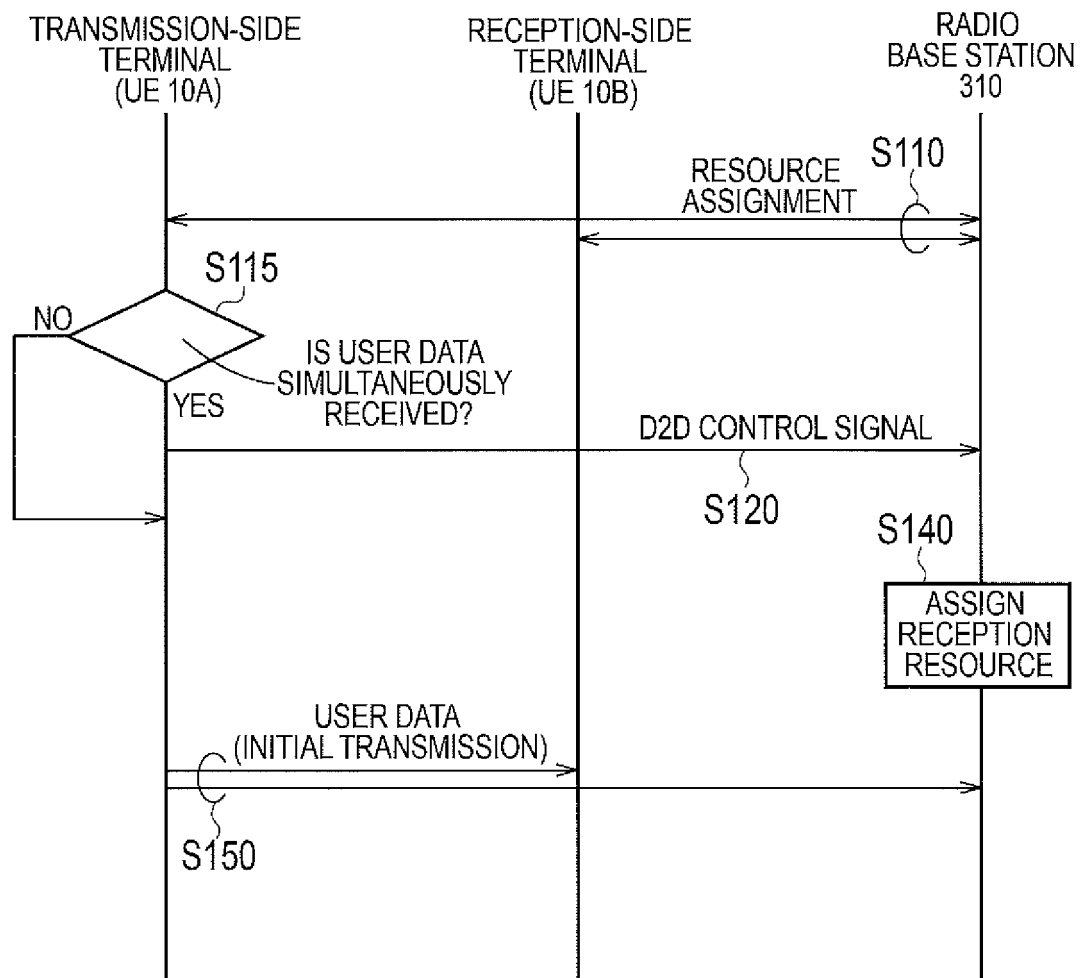 TRANSMISSION-SIDE
TERMINAL
(UE 10A)
RECEPTION-SIDE
TERMINAL
(UE 10B)
RADIO
BASE STATION
310
S110
RESOURCE
ASSIGNMENT
S115
NO
IS USER DATA
SIMULTANEOUSLY
RECEIVED?
YES
D2D CONTROL SIGNAL
S120
S140
ASSIGN
RECEPTION
RESOURCE
USER DATA
(INITIAL TRANSMISSION)
S150